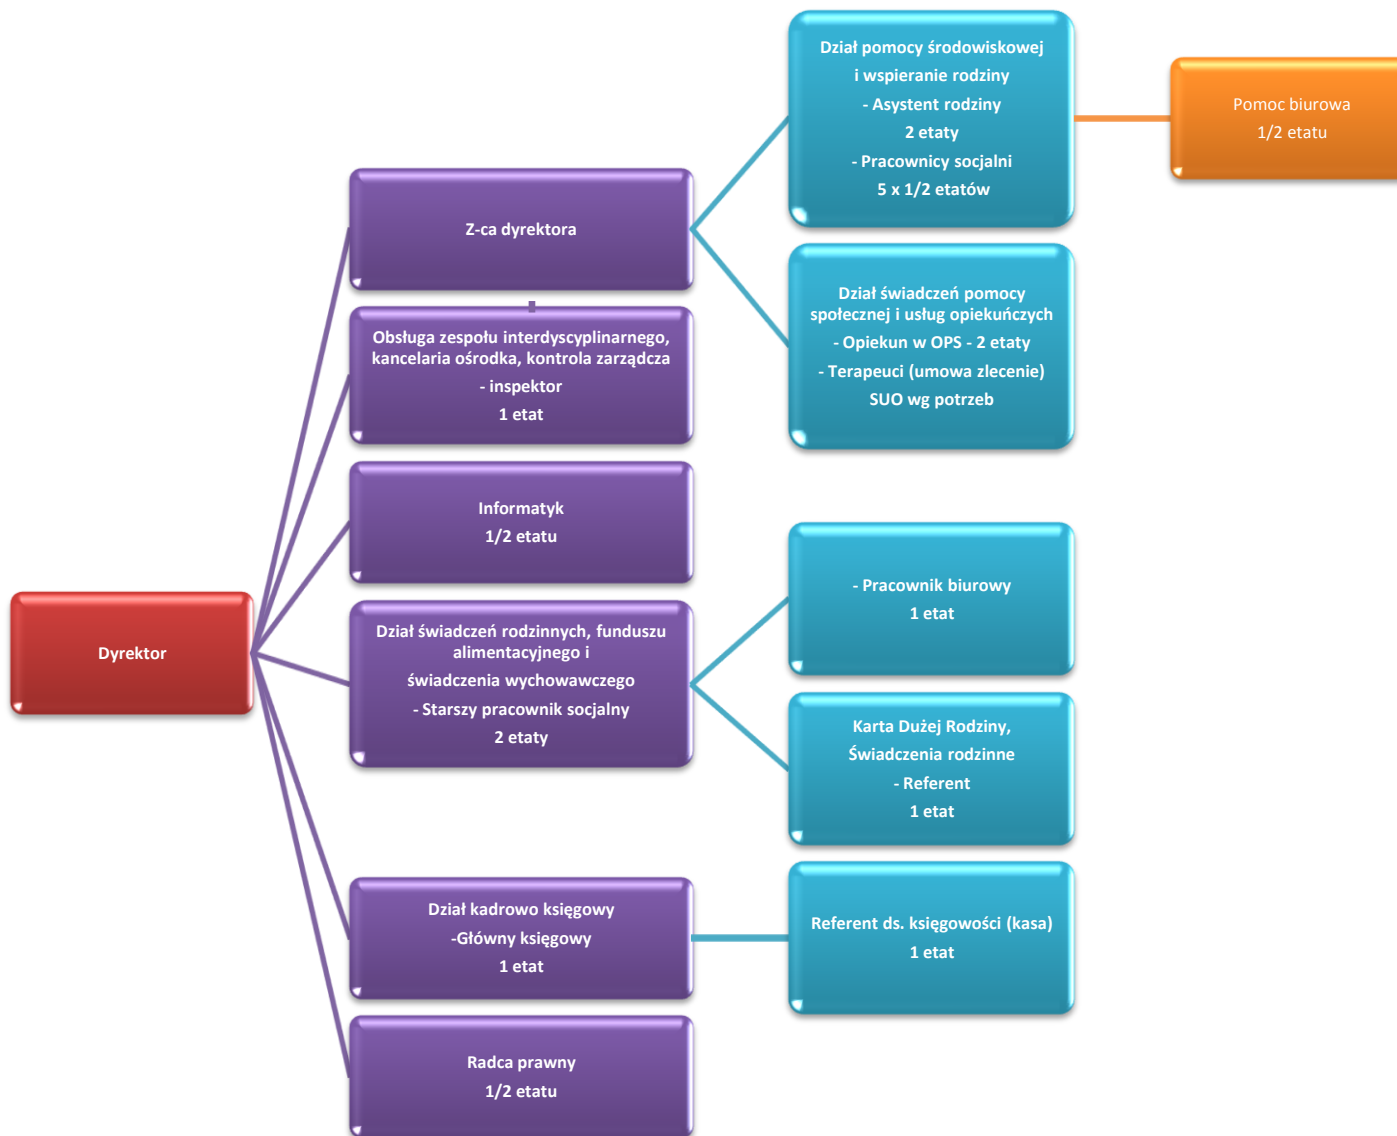 Dyrektor
Z-ca dyrektora
Dział pomocy środowiskowej
i wspieranie rodziny
- Asystent rodziny
2 etaty
- Pracownicy socjalni
5 x 1/2 etatów
Pomoc biurowa
1/2 etatu
Dział świadczeń pomocy
społecznej i usług opiekuńczych
- Opiekun w OPS - 2 etaty
- Terapeuci (umowa zlecenie)
SUO wg potrzeb
Obsługa zespołu interdyscyplinarnego,
kancelaria ośrodka, kontrola zarządcza
- inspektor
1 etat
Informatyk
1/2 etatu
Dział świadczeń rodzinnych, funduszu
alimentacyjnego i
świadczenia wychowawczego
- Starszy pracownik socjalny
2 etaty
- Pracownik biurowy
1 etat
Karta Dużej Rodziny,
Świadczenia rodzinne
- Referent
1 etat
Dział kadrowo księgowy
-Główny księgowy
1 etat
Referent ds. księgowości (kasa)
1 etat
Radca prawny
1/2 etatu